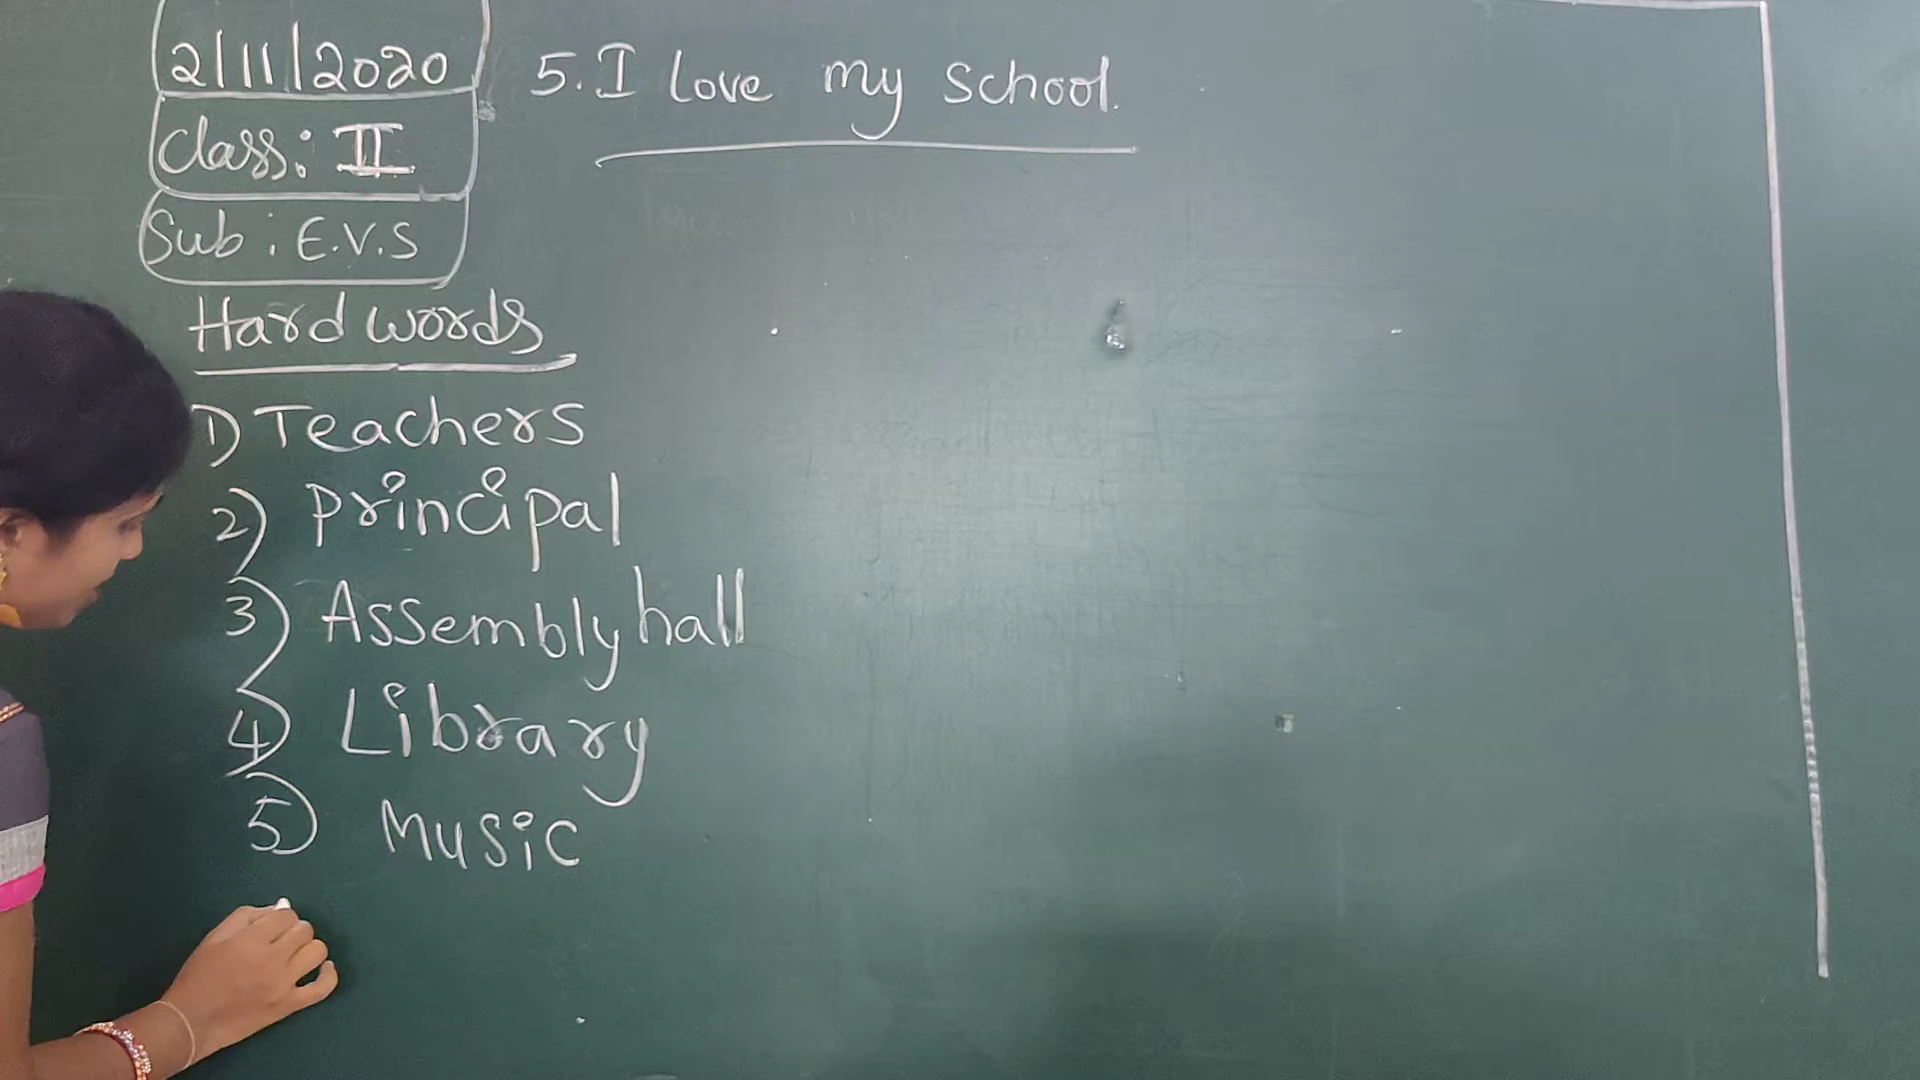 2/11/2020
5. I Love my school.
Class: II
Sub: E.V.S
Hard words
1) Teachers
2) Principal
3) Assembly hall
4) Library
5) Music